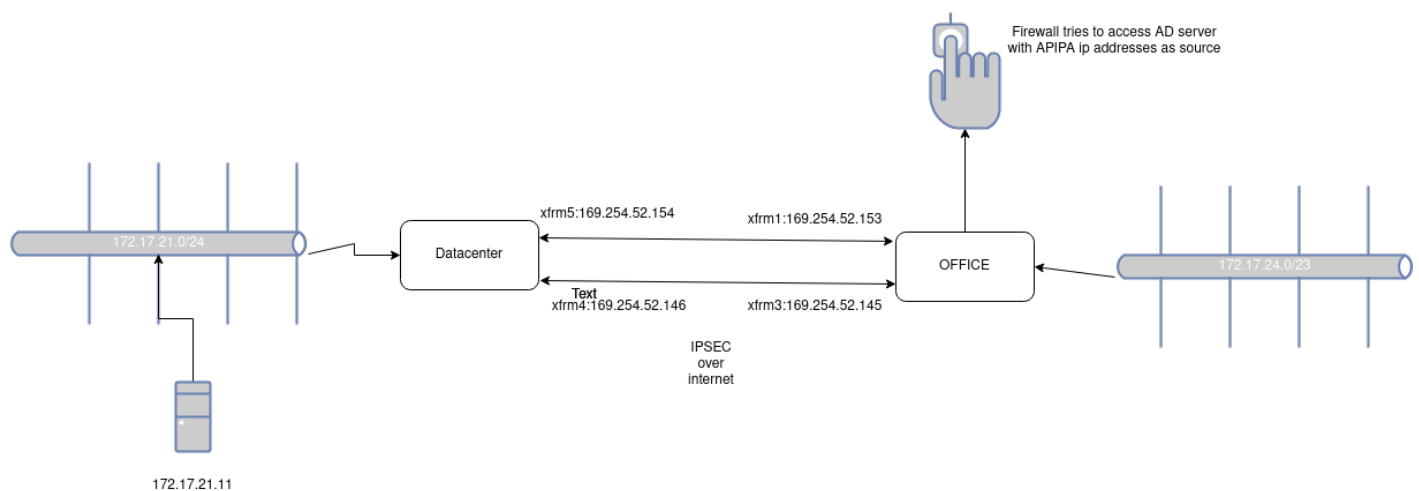 Firewall tries to access AD server
with APIPA ip addresses as source
xfrm5:169.254.52.154
xfrm1:169.254.52.153
172.17.21.0/24
Datacenter
OFFICE
172.17.24.0/23
Text
xfrm4:169.254.52.146
xfrm3:169.254.52.145
IPSEC
over
internet
172.17.21.11